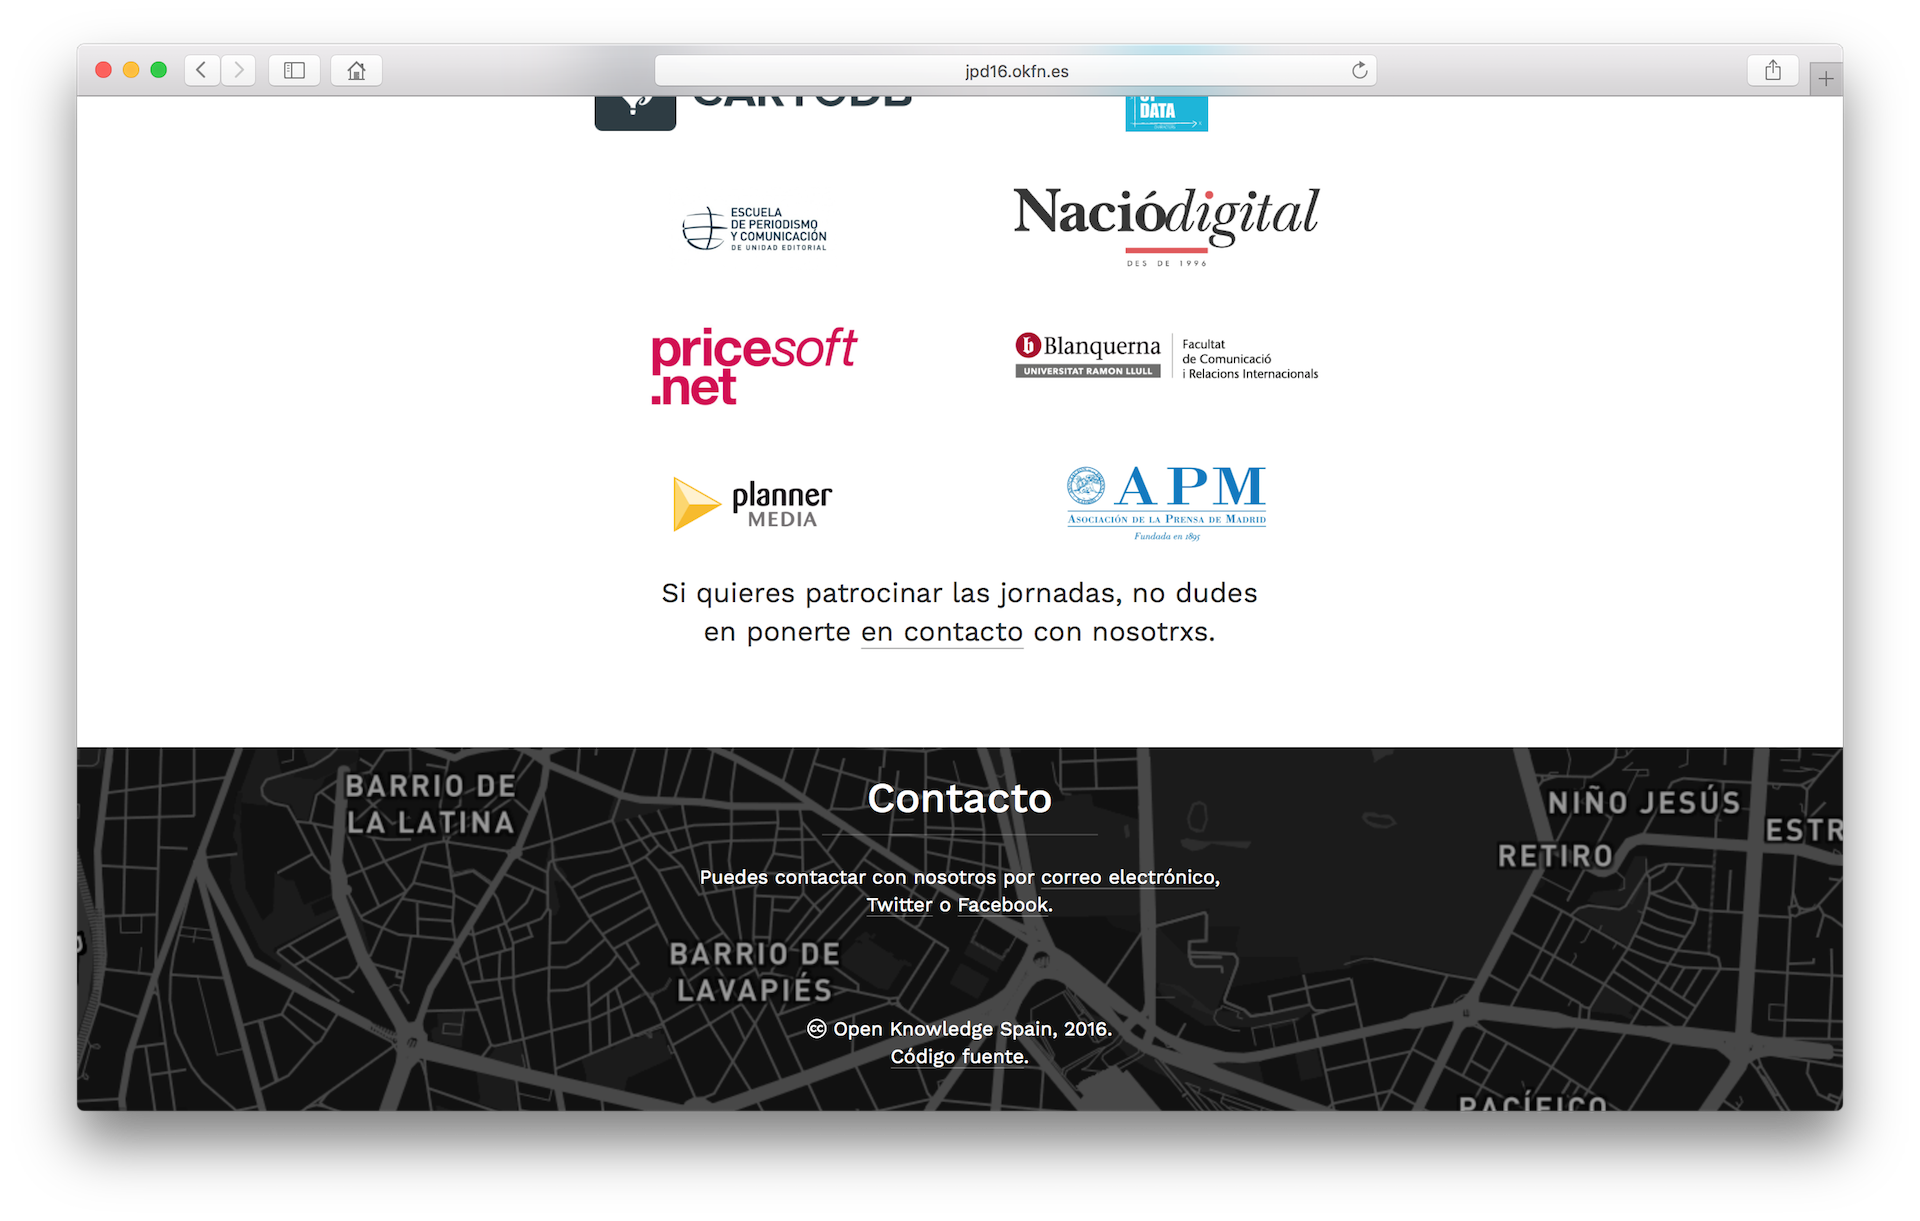 jpd16.okfn.es
CARTODB
DATA
ESCUELA
DE PERIODISMO
Y COMUNICACIÓN
DE UNIDAD EDITORIAL
Naciódigital
DES DE 1996
pricesoft
.net
b Blanquerna
UNIVERSITAT RAMON LLULL
Facultat
de Comunicació
i Relacions Internacionals
planner
MEDIA
APM
ASOCIACIÓN DE LA PRENSA DE MADRID
Fundada en 1895
Si quieres patrocinar las jornadas, no dudes
en ponerte en contacto con nosotrxs.
BARRIO DE
LA LATINA
Contacto
NIÑO JESÚS
ESTR
RETIRO
Puedes contactar con nosotros por correo electrónico,
Twitter o Facebook.
BARRIO DE
LAVAPIÉS
cc Open Knowledge Spain, 2016.
Código fuente.
PACÍFICO